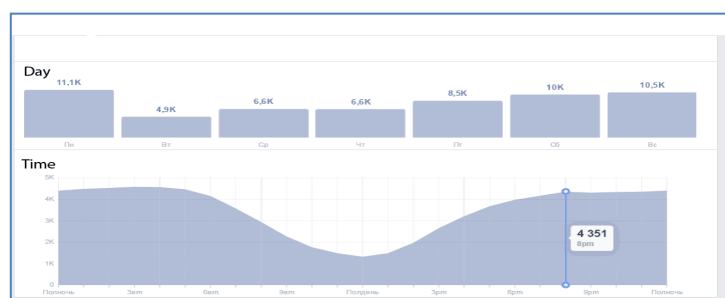 Day
11,1K 4,9K 6,6K 6,6K 8,5K 10K 10,5K
Пн Вт Ср Чт Пт Сб Вс
Time
5K
4K
3K
2K
1K
0
4 351
8pm
Полночь 3am 6am 9am Полдень 3pm 6pm 9pm Полночь